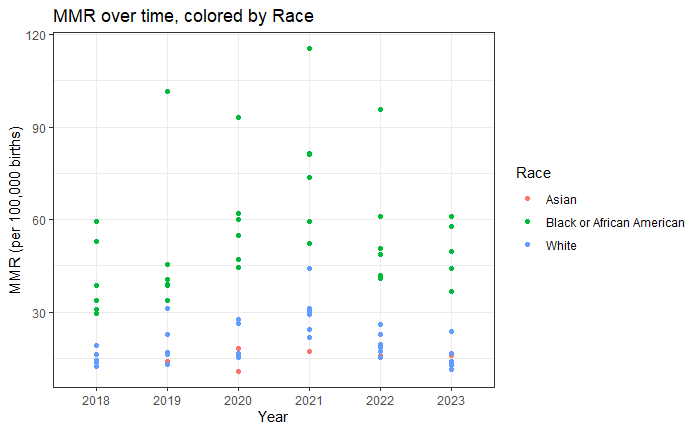 MMR over time, colored by Race
120
90
60
30
MMR (per 100,000 births)
2018 2019 2020 2021 2022 2023
Year
Race
Asian
Black or African American
White